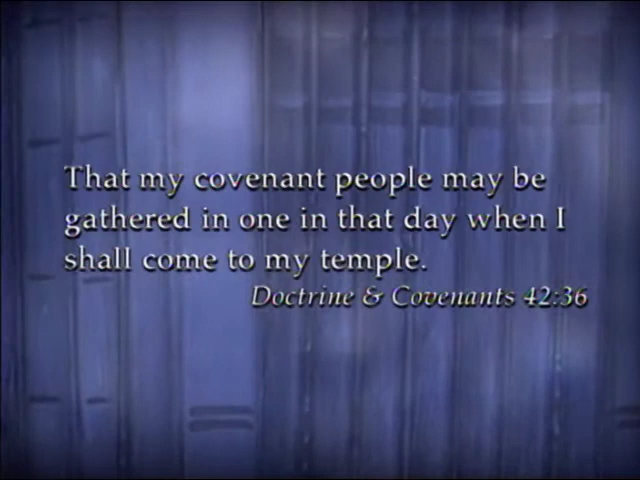 That my covenant people may be
gathered in one in that day when I
shall come to my temple.
Doctrine & Covenants 42:36